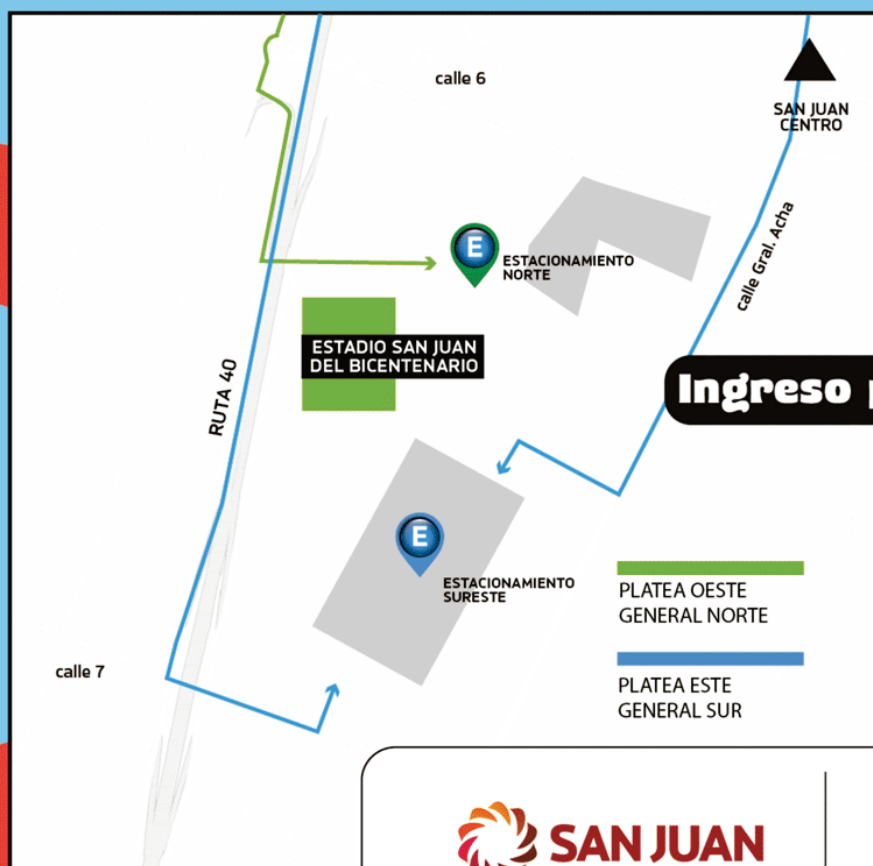 calle 6
SAN JUAN
CENTRO
calle Gral. Acha
E
ESTACIONAMIENTO
NORTE
ESTADIO SAN JUAN
DEL BICENTENARIO
RUTA 40
Ingreso
E
ESTACIONAMIENTO
SURESTE
PLATEA OESTE
GENERAL NORTE
calle 7
PLATEA ESTE
GENERAL SUR
SAN JUAN